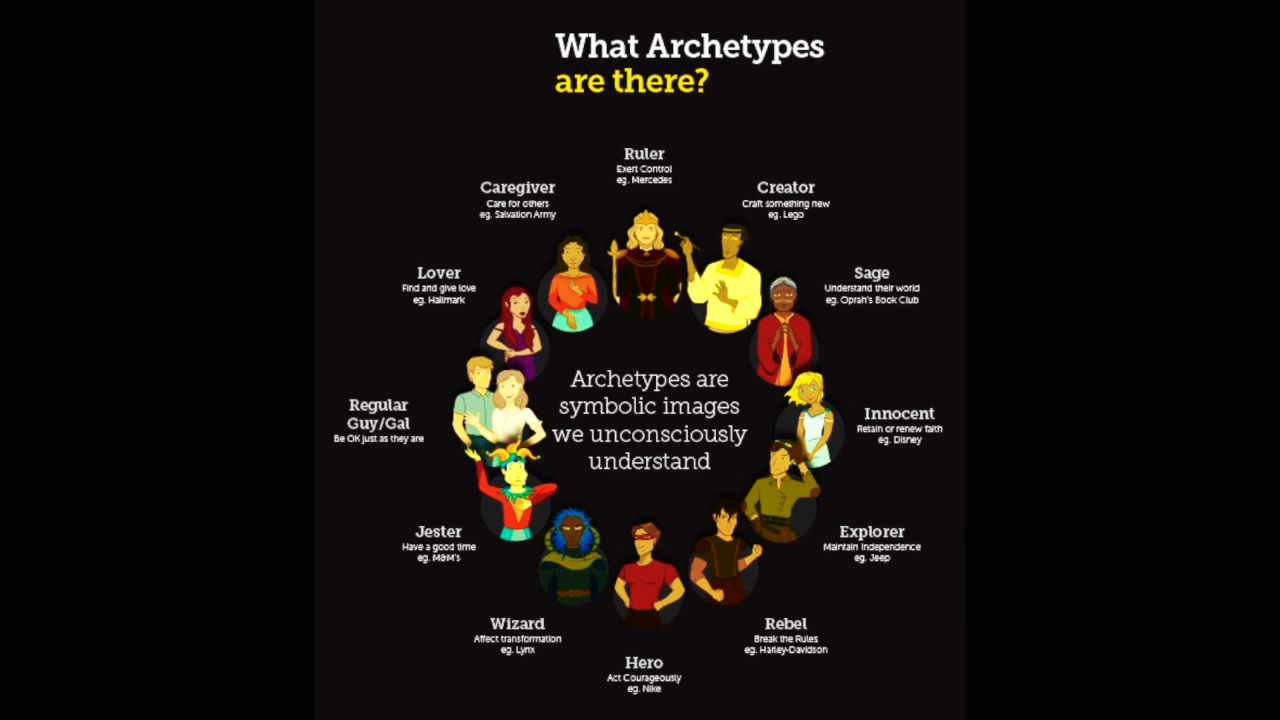 What Archetypes
are there?
Ruler
Exert Control
eg. Mercedes
Caregiver
Care for others
eg. Salvation Army
Creator
Craft something new
eg. Lego
Lover
Find and give love
eg. Hallmark
Sage
Understand their world
eg. Oprah's Book Club
Archetypes are
symbolic images
we unconsciously
understand
Regular
Guy/Gal
Be OK just as they are
Innocent
Retain or renew faith
eg. Disney
Jester
Have a good time
eg. M&M's
Explorer
Maintain Independence
eg. Jeep
Wizard
Affect transformation
eg. Lynx
Rebel
Break the Rules
eg. Harley-Davidson
Hero
Act Courageously
eg. Nike